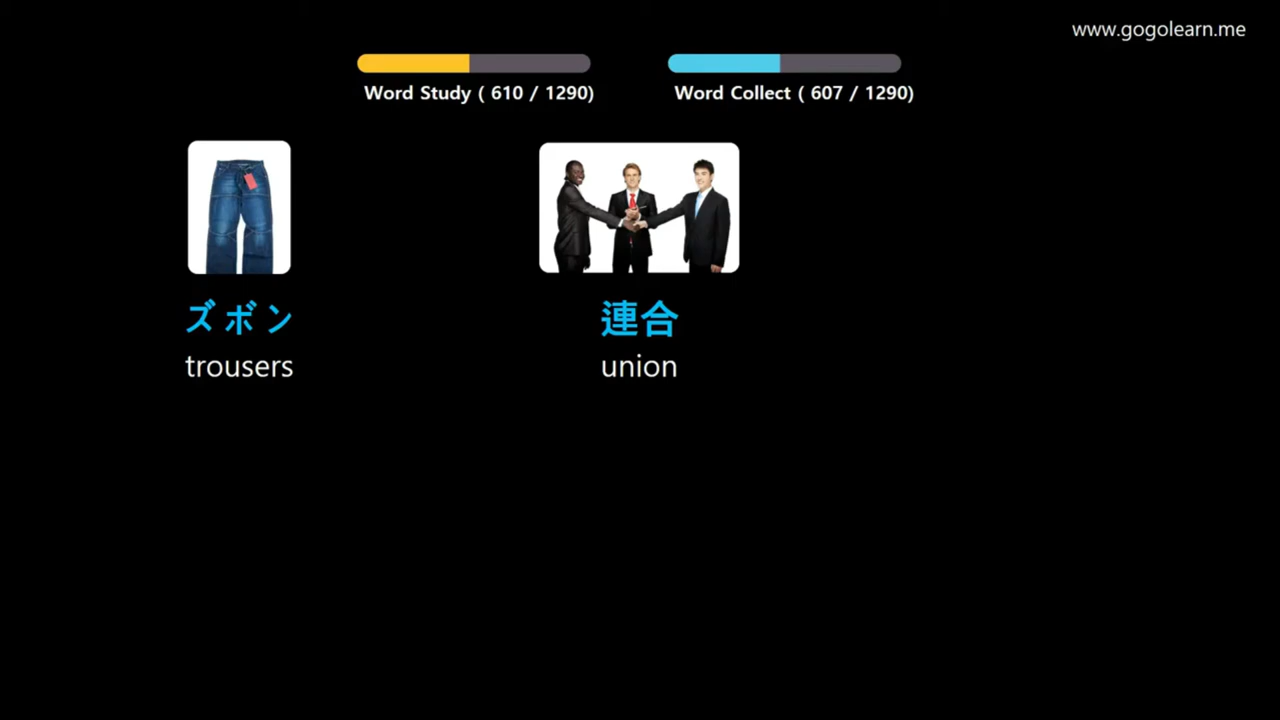 www.gogolearn.me
Word Study ( 610 / 1290)
Word Collect ( 607 / 1290)
ズボン
trousers
連合
union